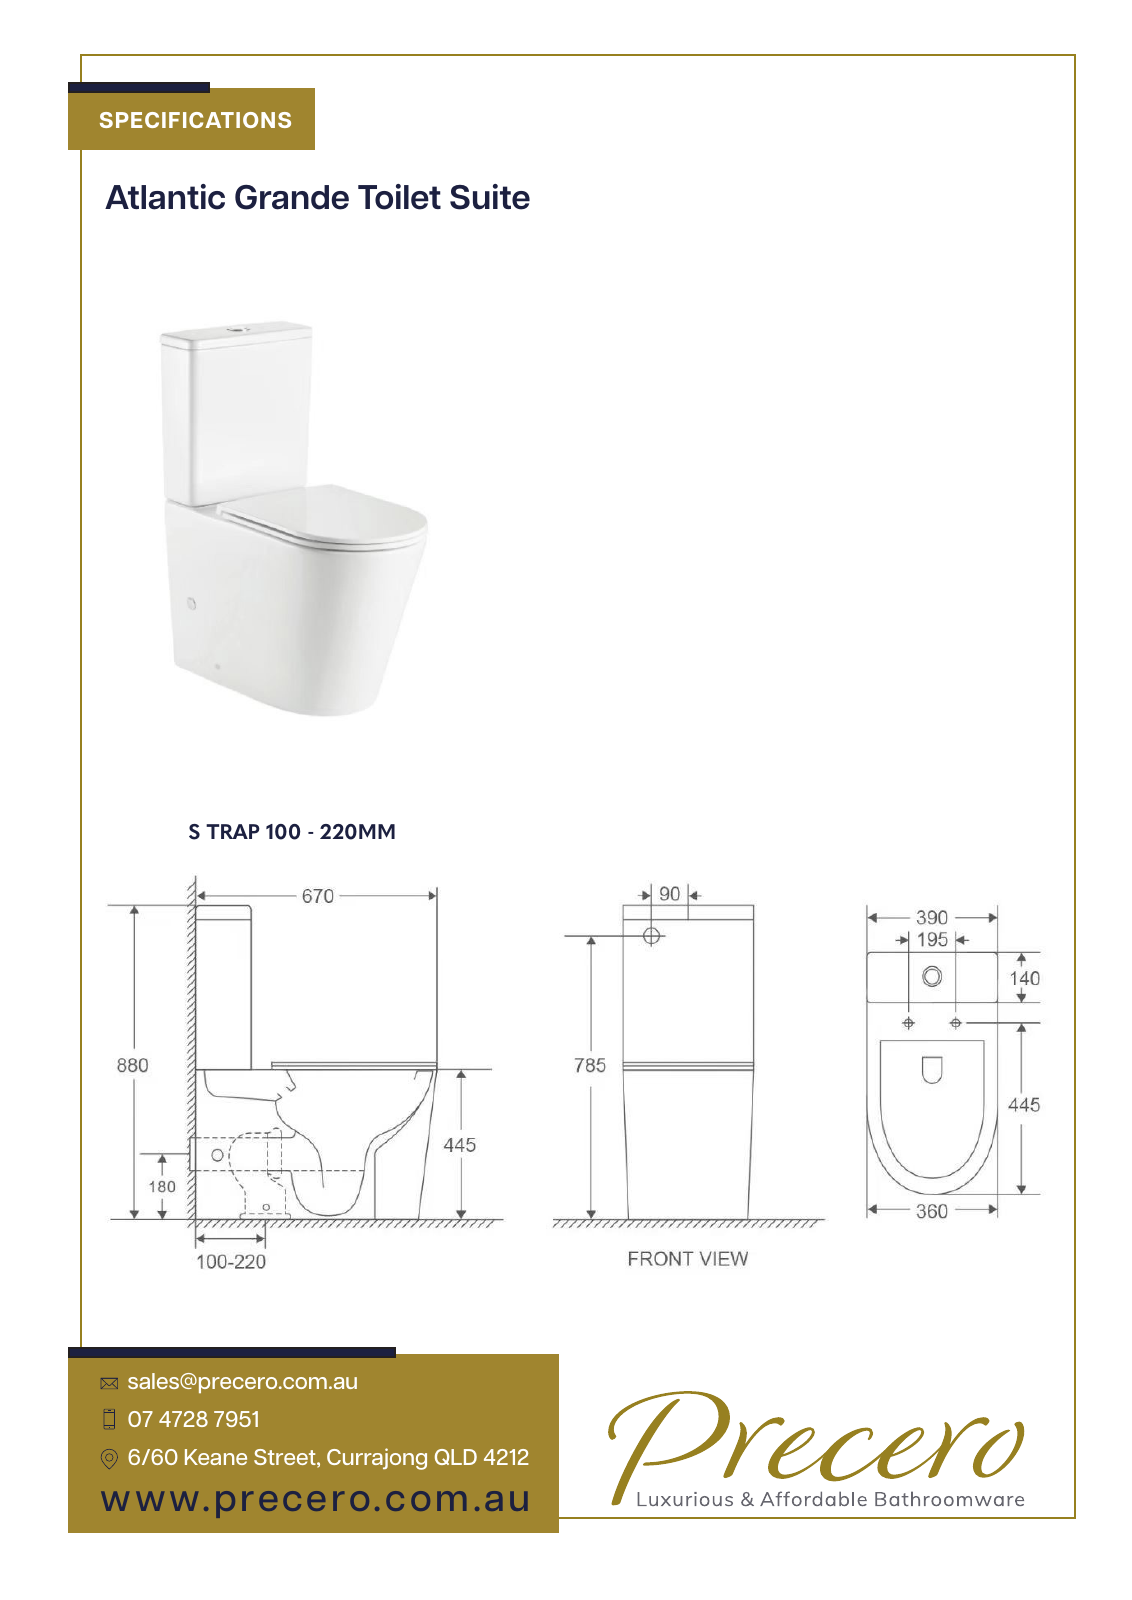 SPECIFICATIONS
Atlantic Grande Toilet Suite
S TRAP 100 - 220MM
670
880
445
180
100-220
90
785
FRONT VIEW
390
195
140
445
360
sales@precero.com.au
07 4728 7951
6/60 Keane Street, Currajong QLD 4212
www.precero.com.au
Precero
Luxurious & Affordable Bathroomware